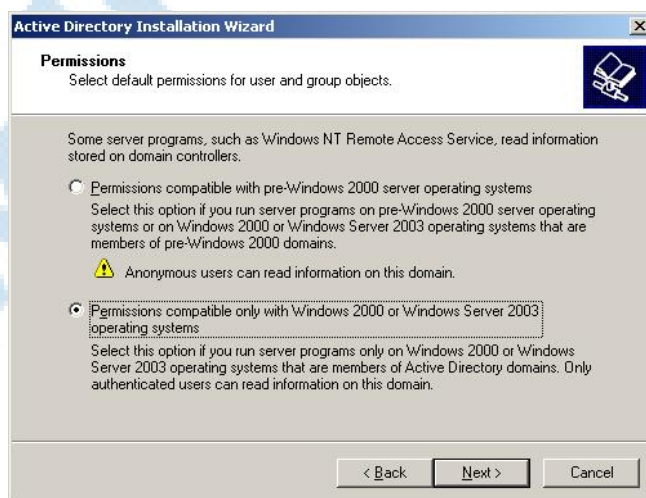 Active Directory Installation Wizard
Permissions
Select default permissions for user and group objects.
Some server programs, such as Windows NT Remote Access Service, read information
stored on domain controllers.
Permissions compatible with pre-Windows 2000 server operating systems
Select this option if you run server programs on pre-Windows 2000 server operating
systems or on Windows 2000 or Windows Server 2003 operating systems that are
members of pre-Windows 2000 domains.
Anonymous users can read information on this domain.
Permissions compatible only with Windows 2000 or Windows Server 2003
operating systems
Select this option if you run server programs only on Windows 2000 or Windows
Server 2003 operating systems that are members of Active Directory domains. Only
authenticated users can read information on this domain.
< Back Next > Cancel